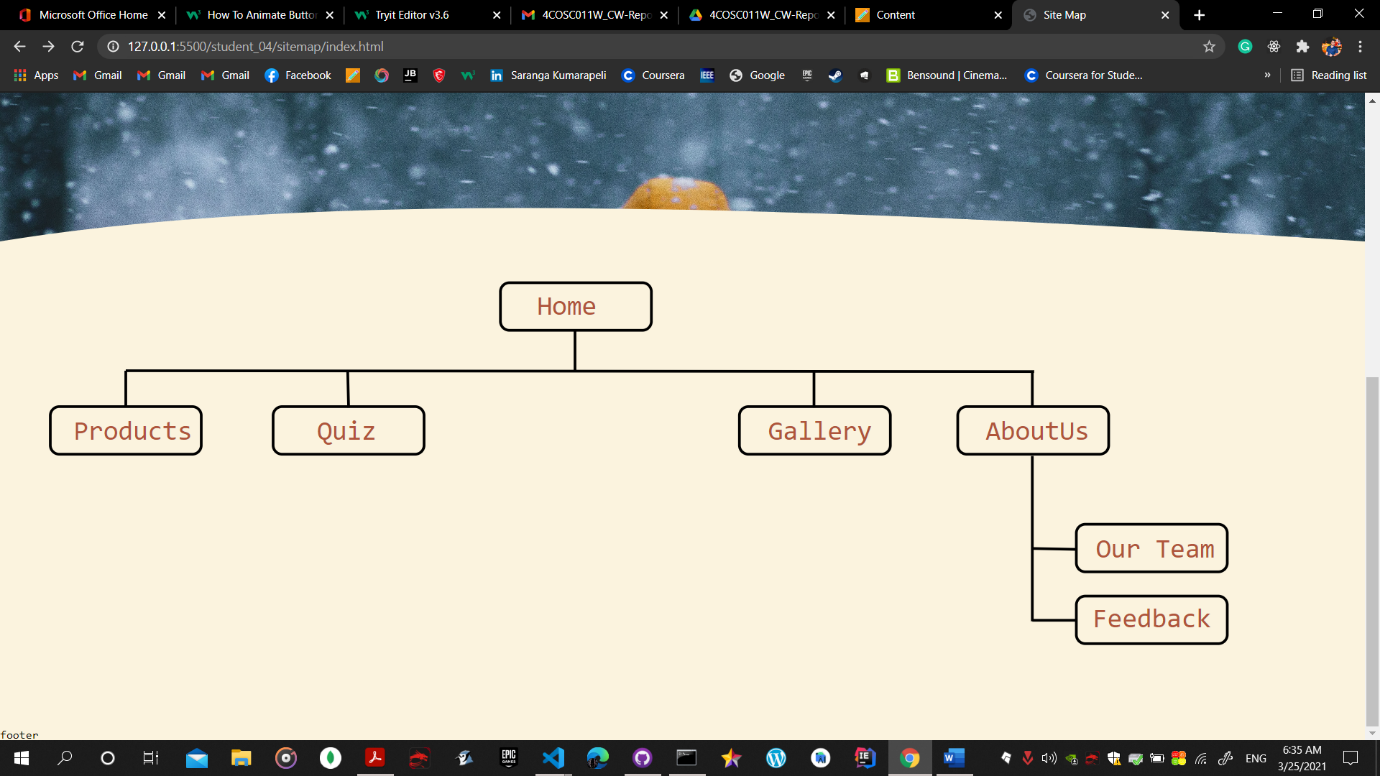 Microsoft Office Home
How To Animate Button
Tryit Editor v3.6
4COSC011W_CW-Repo
4COSC011W_CW-Repo
Content
Site Map
127.0.0.1:5500/student_04/sitemap/index.html
Apps
Gmail
Gmail
Gmail
Facebook
JB
Saranga Kumarapeli
Coursera
IEEE
Google
Bensound | Cinema...
Coursera for Stude...
»
Reading list
Home
Products
Quiz
Gallery
AboutUs
Our Team
Feedback
footer
ENG
6:35 AM
3/25/2021